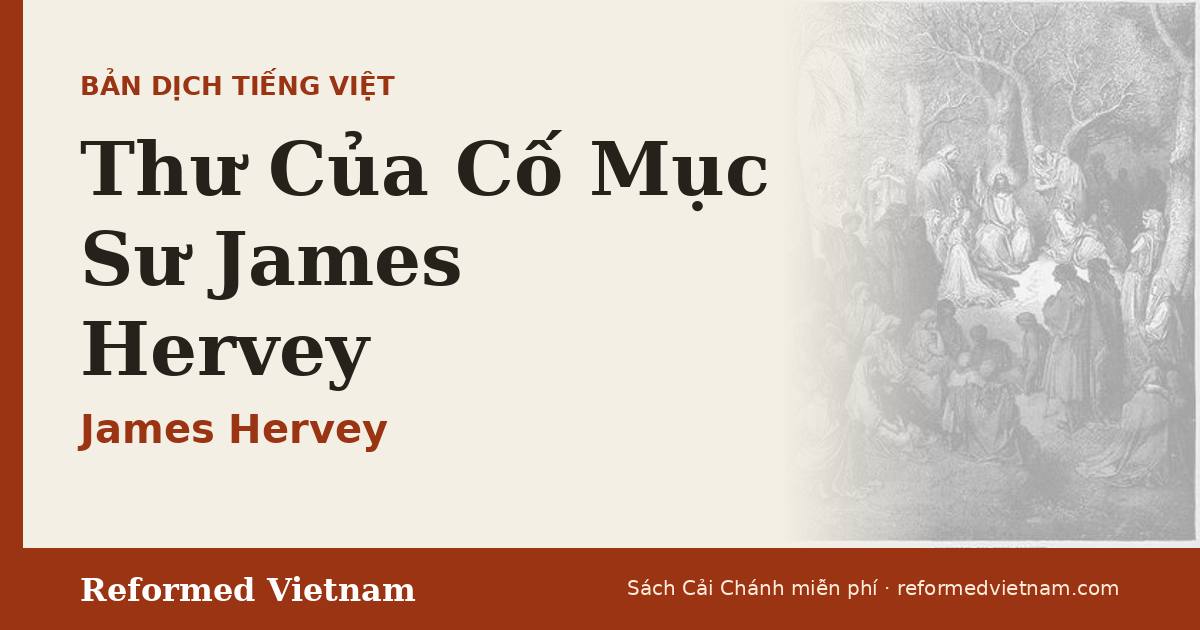 BẢN DỊCH TIẾNG VIỆT
Thư Của Cố Mục
Sư James
Hervey
James Hervey
Reformed Vietnam
Sách Cải Chánh miễn phí · reformedvietnam.com